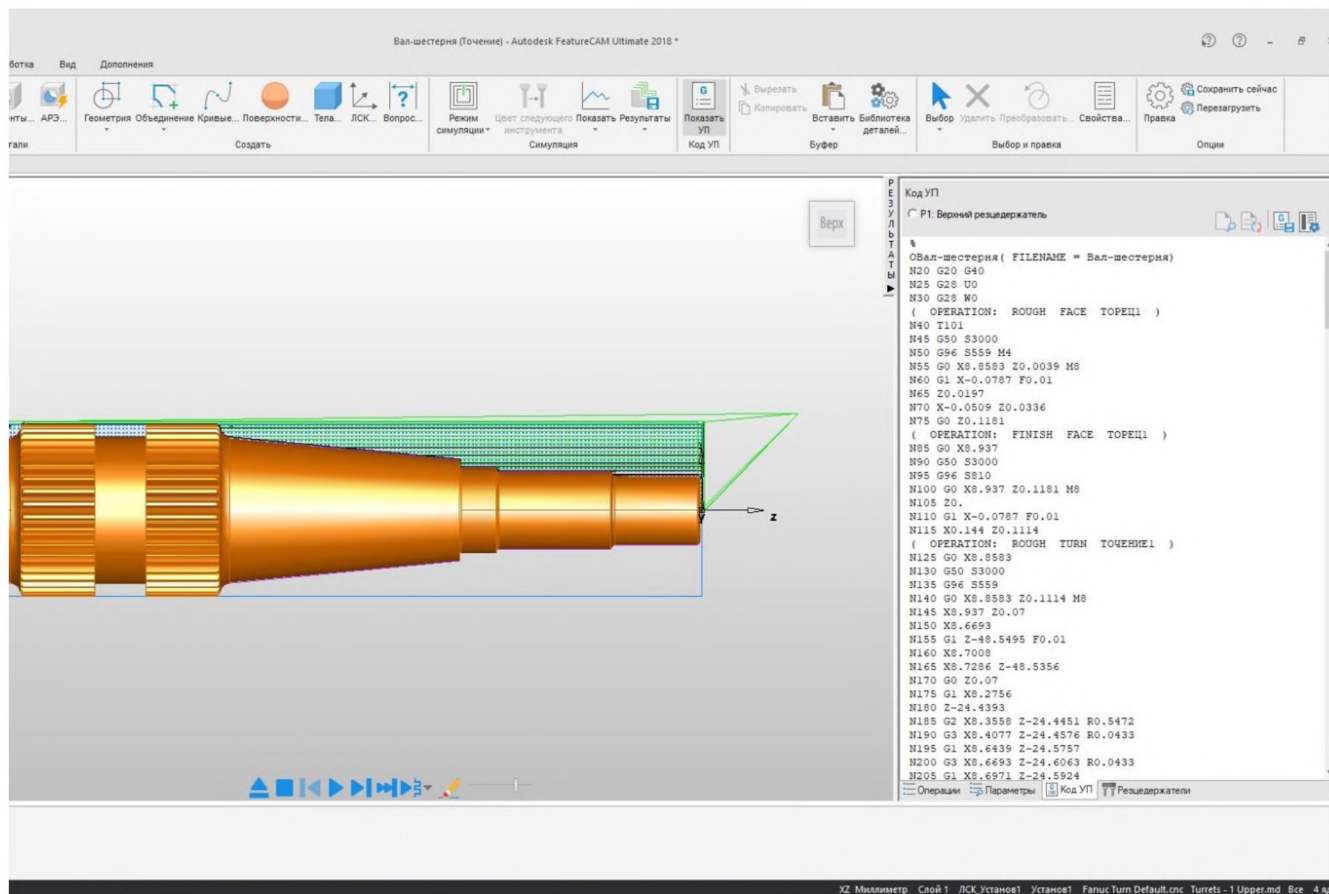 Вал-шестерня (Точение) - Autodesk FeatureCAM Ultimate 2018 *
ботка Вид Дополнения
нты... АРЭ... Геометрия Объединение Кривые... Поверхности... Тела... ЛСК... Вопрос... Режим симуляции Цвет следующего инструмента Показать Результаты Показать УП Вырезать Копировать Вставить Библиотека деталей... Выбор Удалить Преобразовать... Свойства... Правка Сохранить сейчас Перезагрузить
тали Создать Симуляция Код УП Буфер Выбор и правка Опции
РЕЗУЛЬТАТЫ
Верх
Z
Код УП
P1: Верхний резцедержатель
%
OВал-шестерня( FILENAME = Вал-шестерня)
N20 G20 G40
N25 G28 U0
N30 G28 W0
( OPERATION: ROUGH FACE ТОРЕЦ1 )
N40 T101
N45 G50 S3000
N50 G96 S559 M4
N55 G0 X8.8583 Z0.0039 M8
N60 G1 X-0.0787 F0.01
N65 Z0.0197
N70 X-0.0509 Z0.0336
N75 G0 Z0.1181
( OPERATION: FINISH FACE ТОРЕЦ1 )
N85 G0 X8.937
N90 G50 S3000
N95 G96 S810
N100 G0 X8.937 Z0.1181 M8
N105 Z0.
N110 G1 X-0.0787 F0.01
N115 X0.144 Z0.1114
( OPERATION: ROUGH TURN ТОЧЕНИЕ1 )
N125 G0 X8.8583
N130 G50 S3000
N135 G96 S559
N140 G0 X8.8583 Z0.1114 M8
N145 X8.937 Z0.07
N150 X8.6693
N155 G1 Z-48.5495 F0.01
N160 X8.7008
N165 X8.7286 Z-48.5356
N170 G0 Z0.07
N175 G1 X8.2756
N180 Z-24.4393
N185 G2 X8.3558 Z-24.4451 R0.5472
N190 G3 X8.4077 Z-24.4576 R0.0433
N195 G1 X8.6439 Z-24.5757
N200 G3 X8.6693 Z-24.6063 R0.0433
N205 G1 X8.6971 Z-24.5924
Операции Параметры Код УП Резцедержатели
XZ Миллиметр Слой 1 ЛСК_Установ1 Установ1 Fanuc Turn Default.cnc Turrets - 1 Upper.md Все